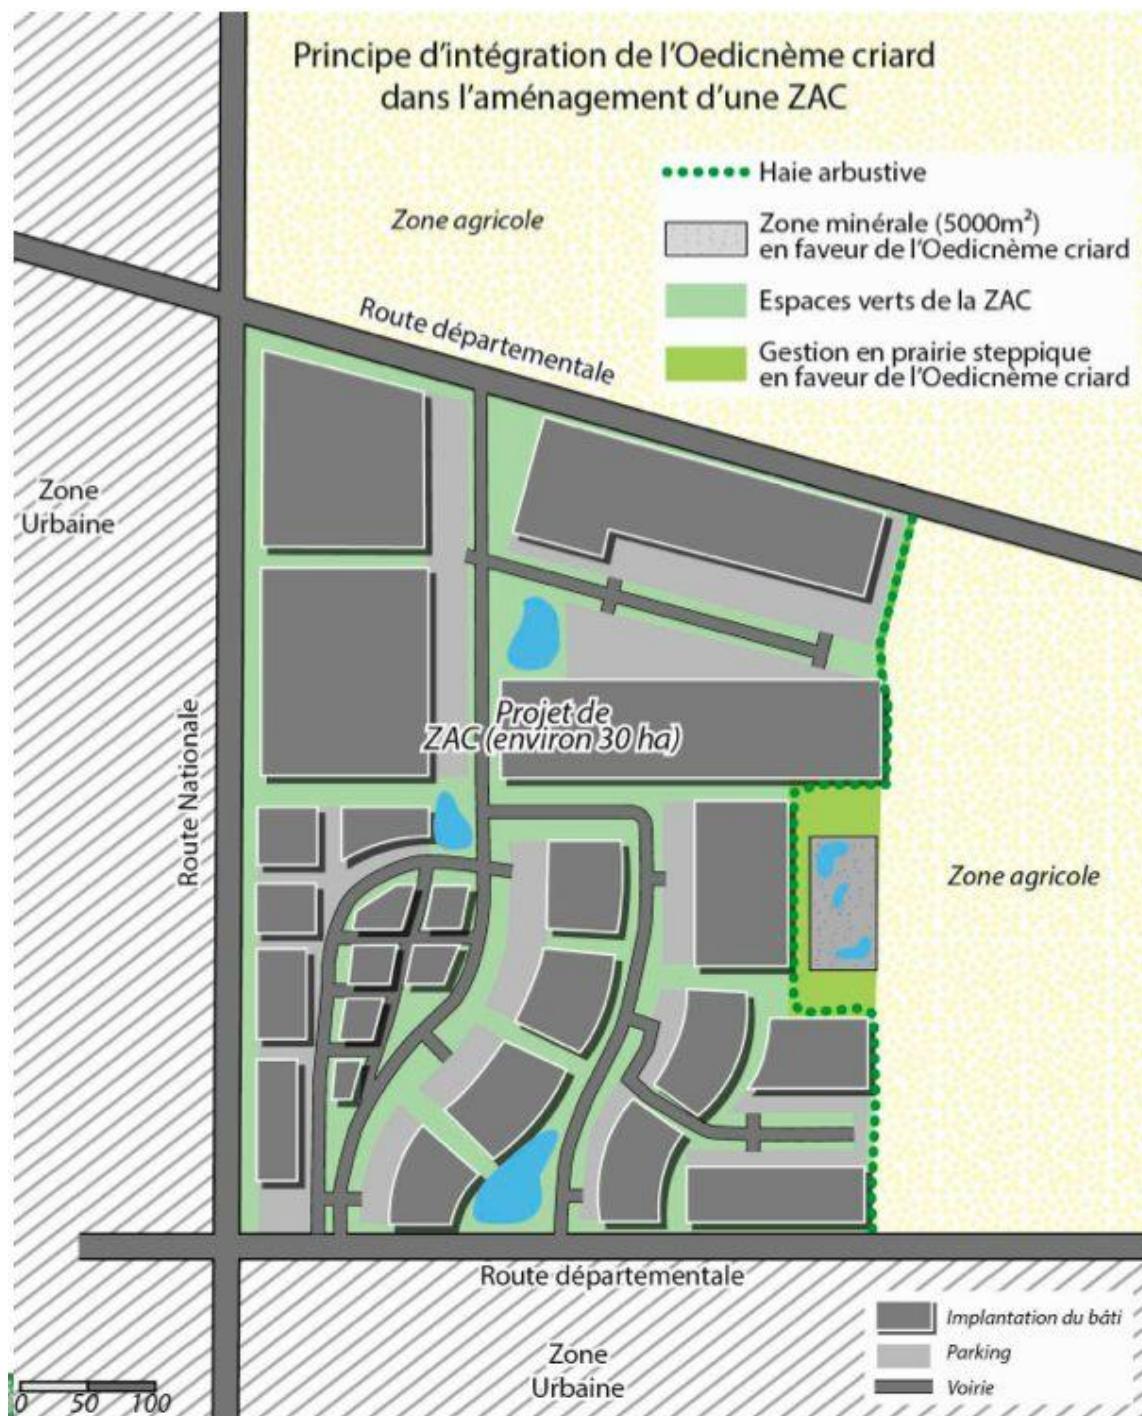 Principe d'intégration de l'Oedicnème criard
dans l'aménagement d'une ZAC
Haie arbustive
Zone agricole
Zone minérale (5000m²)
en faveur de l'Oedicnème criard
Espaces verts de la ZAC
Route départementale
Gestion en prairie steppique
en faveur de l'Oedicnème criard
Zone
Urbaine
Projet de
ZAC (environ 30 ha)
Route Nationale
Zone agricole
Route départementale
Implantation du bâti
Parking
Voirie
Zone
Urbaine
0 50 100